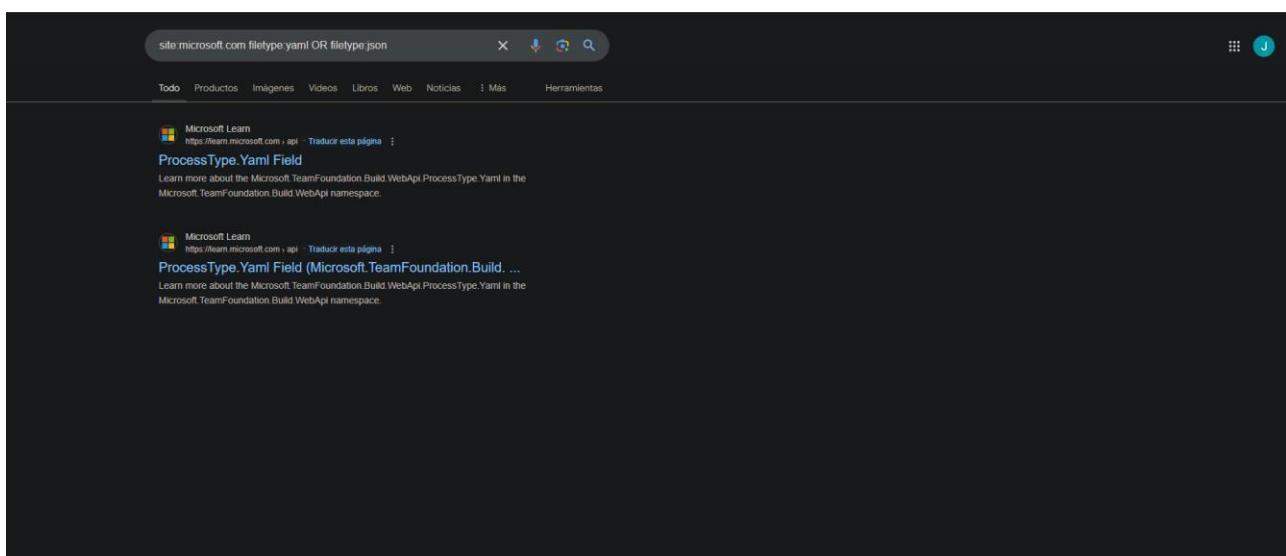 site:microsoft.com filetype:yaml OR filetype:json
J
Todo Productos Imágenes Videos Libros Web Noticias Más Herramientas
Microsoft Learn
https://learn.microsoft.com › api · Traducir esta página
ProcessType.Yaml Field
Learn more about the Microsoft.TeamFoundation.Build.WebApi.ProcessType.Yaml in the
Microsoft.TeamFoundation.Build.WebApi namespace.
Microsoft Learn
https://learn.microsoft.com › api · Traducir esta página
ProcessType.Yaml Field (Microsoft.TeamFoundation.Build. ...
Learn more about the Microsoft.TeamFoundation.Build.WebApi.ProcessType.Yaml in the
Microsoft.TeamFoundation.Build.WebApi namespace.